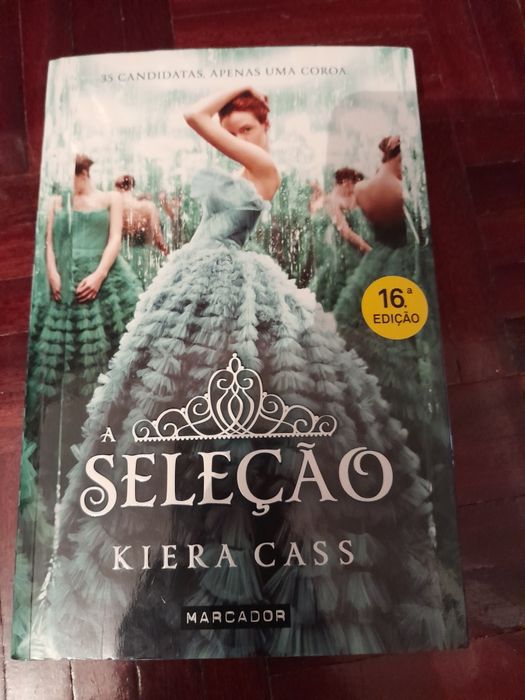 35 CANDIDATAS, APENAS UMA COROA.
16.ª
EDIÇÃO
A
SELEÇÃO
KIERA CASS
MARCADOR